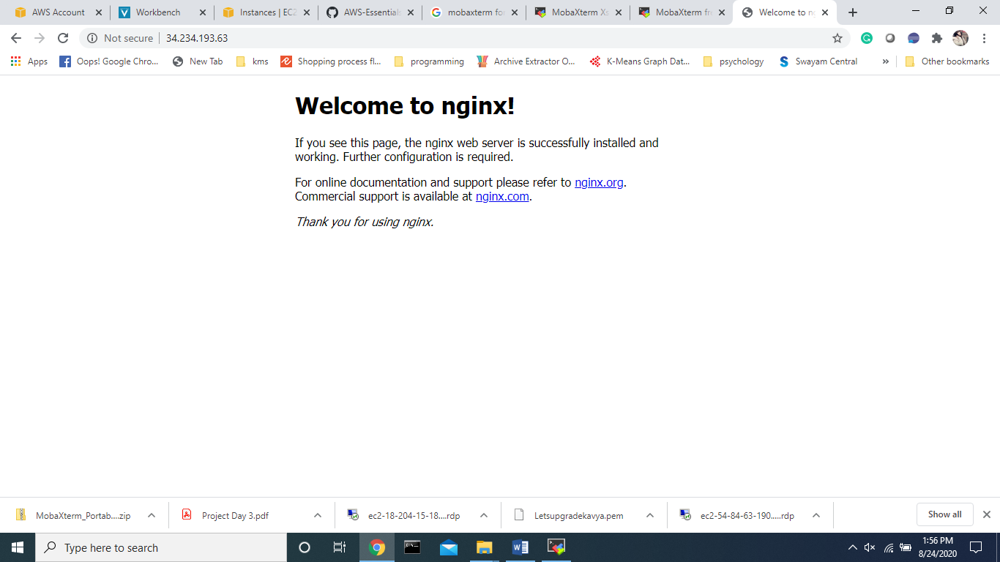 AWS Account
Workbench
Instances | EC2
AWS-Essentials
mobaxterm for
MobaXterm Xs
MobaXterm fr
Welcome to n
Not secure
34.234.193.63
Apps
Oops! Google Chro...
New Tab
kms
Shopping process fl...
programming
Archive Extractor O...
K-Means Graph Dat...
psychology
Swayam Central
»
Other bookmarks
Welcome to nginx!
If you see this page, the nginx web server is successfully installed and
working. Further configuration is required.
For online documentation and support please refer to nginx.org.
Commercial support is available at nginx.com.
Thank you for using nginx.
MobaXterm_Portab....zip
Project Day 3.pdf
ec2-18-204-15-18....rdp
Letsupgradekavya.pem
ec2-54-84-63-190.....rdp
Show all
Type here to search
1:56 PM
8/24/2020